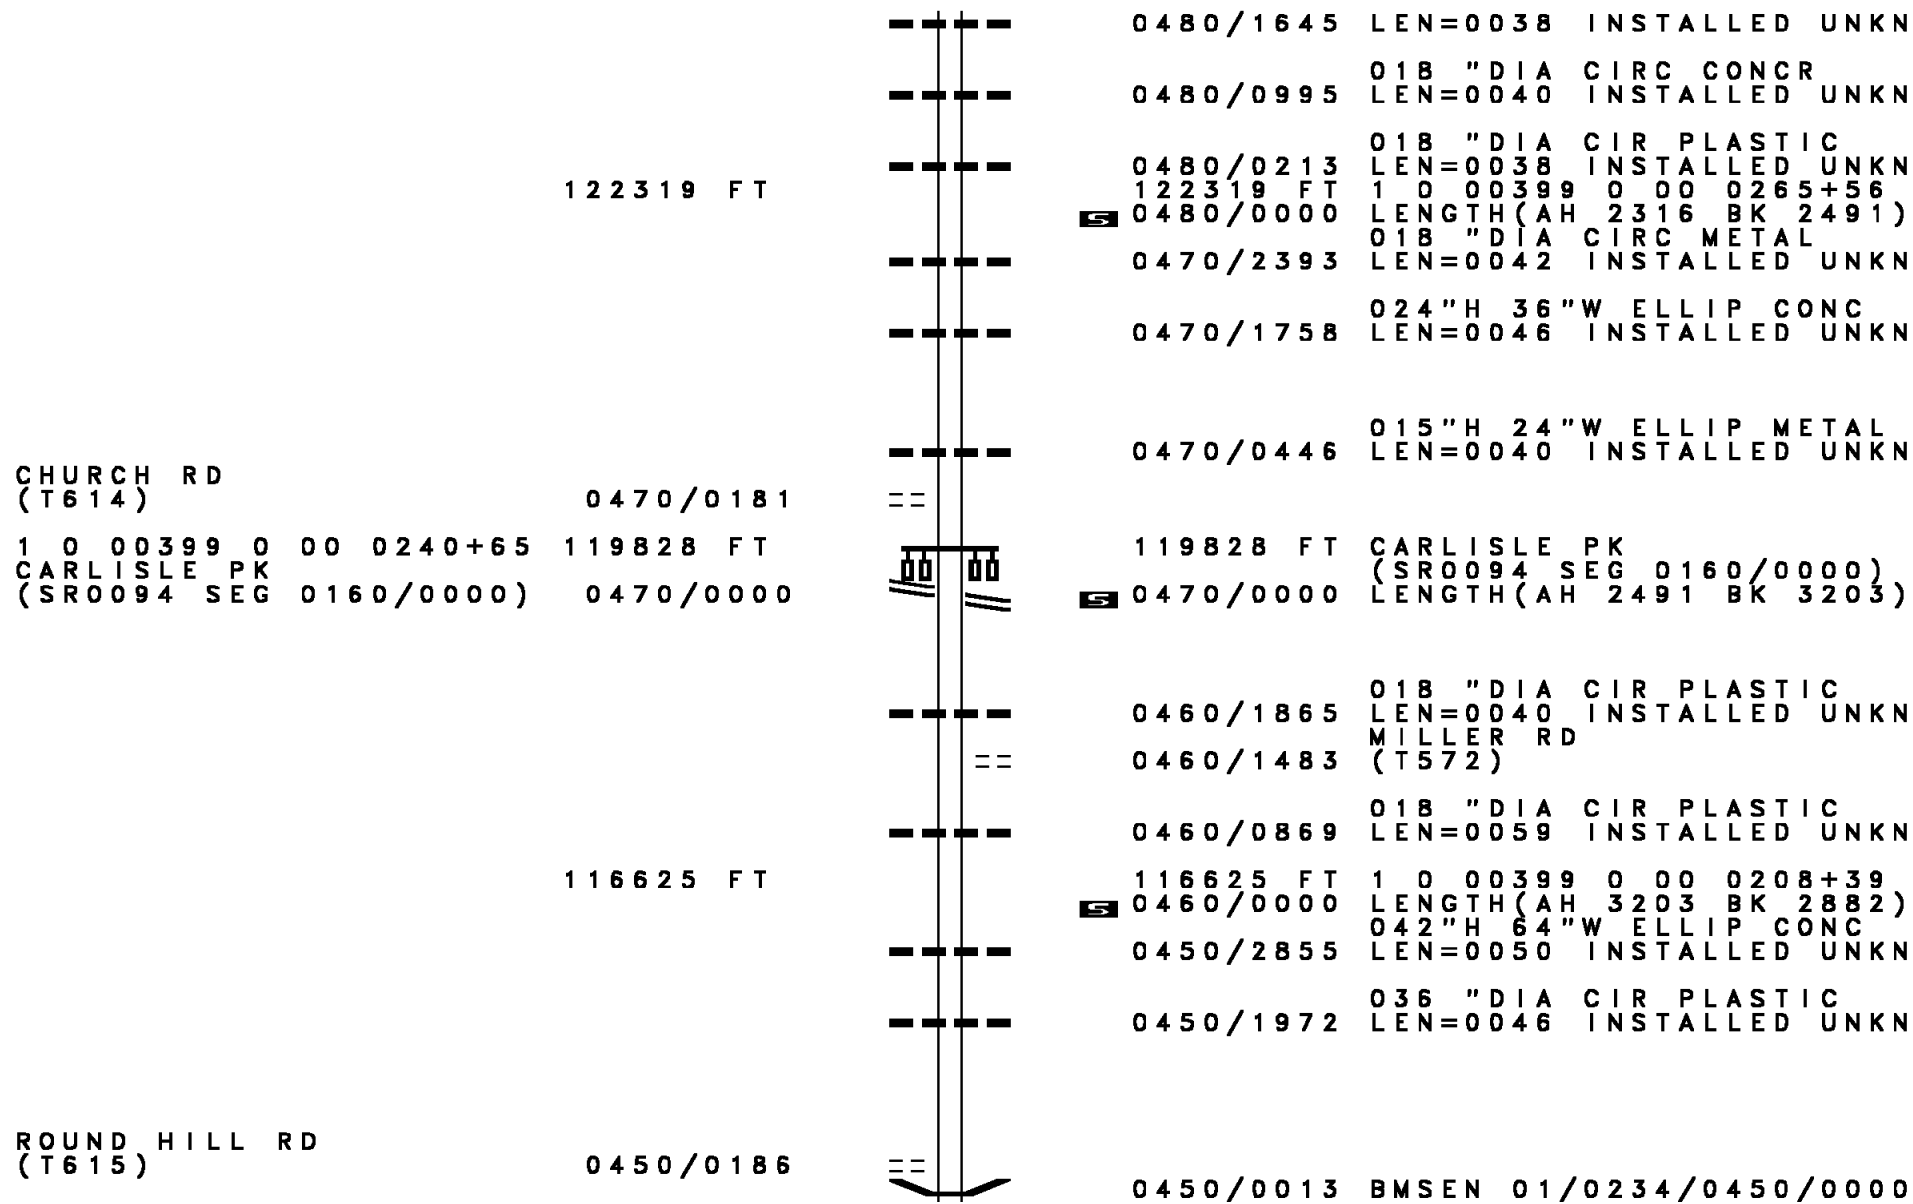 0480/1645 LEN=0038 INSTALLED UNKN
018 "DIA CIRC CONCR
0480/0995 LEN=0040 INSTALLED UNKN
018 "DIA CIR PLASTIC
0480/0213 LEN=0038 INSTALLED UNKN
122319 FT 122319 FT 1 0 00399 0 00 0265+56
S 0480/0000 LENGTH(AH 2316 BK 2491)
018 "DIA CIRC METAL
0470/2393 LEN=0042 INSTALLED UNKN
024"H 36"W ELLIP CONC
0470/1758 LEN=0046 INSTALLED UNKN
015"H 24"W ELLIP METAL
0470/0446 LEN=0040 INSTALLED UNKN
CHURCH RD
(T614) 0470/0181
1 0 00399 0 00 0240+65 119828 FT 119828 FT CARLISLE PK
CARLISLE PK (SR0094 SEG 0160/0000)
(SR0094 SEG 0160/0000) 0470/0000 S 0470/0000 LENGTH(AH 2491 BK 3203)
018 "DIA CIR PLASTIC
0460/1865 LEN=0040 INSTALLED UNKN
MILLER RD
0460/1483 (T572)
018 "DIA CIR PLASTIC
0460/0869 LEN=0059 INSTALLED UNKN
116625 FT 116625 FT 1 0 00399 0 00 0208+39
S 0460/0000 LENGTH(AH 3203 BK 2882)
042"H 64"W ELLIP CONC
0450/2855 LEN=0050 INSTALLED UNKN
036 "DIA CIR PLASTIC
0450/1972 LEN=0046 INSTALLED UNKN
ROUND HILL RD
(T615) 0450/0186
0450/0013 BMSEN 01/0234/0450/0000